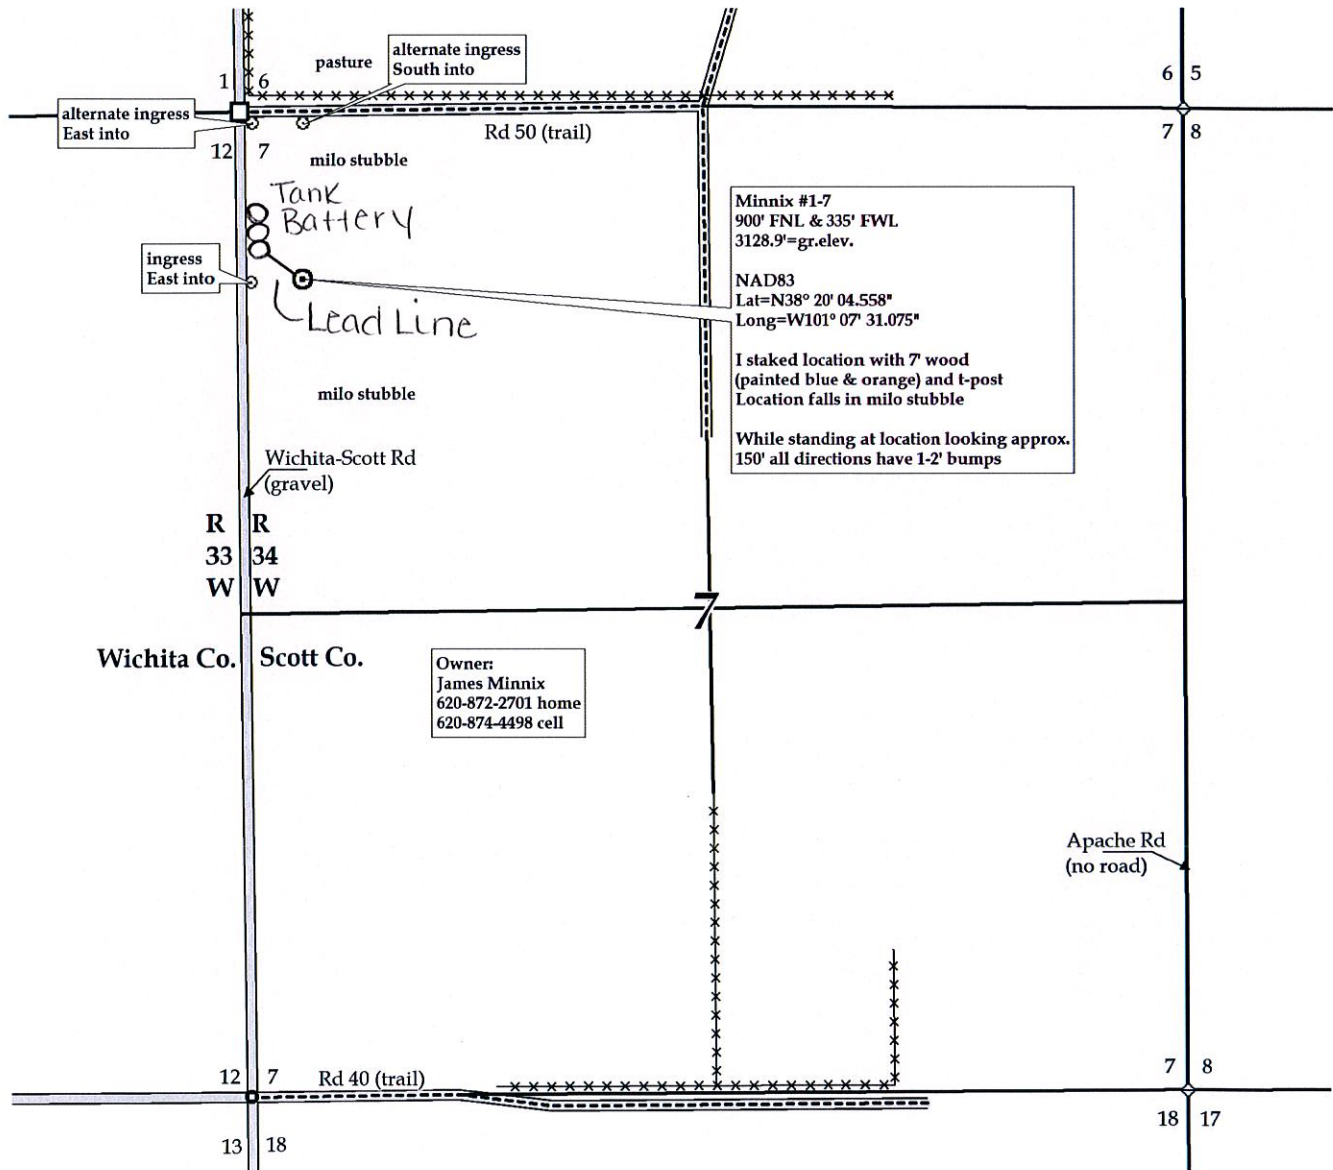 alternate ingress
South into
pasture
1 6
6 5
alternate ingress
East into
Rd 50 (trail)
12 7
7 8
milo stubble
Tank
Battery
Minnix #1-7
900' FNL & 335' FWL
3128.9'=gr.elev.
NAD83
Lat=N38° 20' 04.558"
Long=W101° 07' 31.075"
I staked location with 7' wood
(painted blue & orange) and t-post
Location falls in milo stubble
While standing at location looking approx.
150' all directions have 1-2' bumps
ingress
East into
Lead Line
milo stubble
Wichita-Scott Rd
(gravel)
R R
33 34
W W
7
Wichita Co. Scott Co.
Owner:
James Minnix
620-872-2701 home
620-874-4498 cell
Apache Rd
(no road)
12 7
Rd 40 (trail)
7 8
13 18
18 17